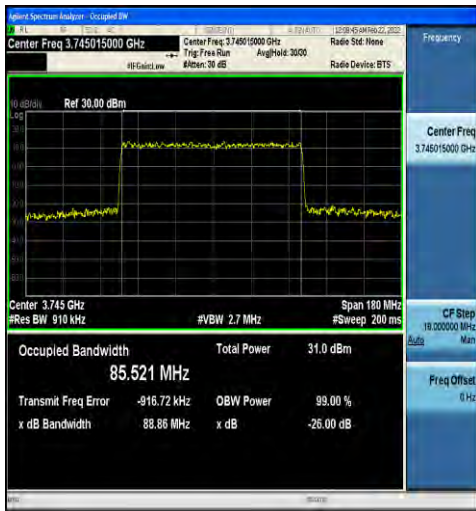 Agilent Spectrum Analyzer - Occupied BW
Center Freq 3.745015000 GHz
Center Freq: 3.745015000 GHz
Radio Std: None
Trig: Free Run
Avg|Hold: 30/30
#IFGain:Low
#Atten: 30 dB
Radio Device: BTS
10 dB/div
Ref 30.00 dBm
Log
Center 3.745 GHz
Span 180 MHz
#Res BW 910 kHz
#VBW 2.7 MHz
#Sweep 200 ms
Occupied Bandwidth
Total Power
31.0 dBm
85.521 MHz
Transmit Freq Error
-916.72 kHz
OBW Power
99.00 %
x dB Bandwidth
88.86 MHz
x dB
-26.00 dB
Frequency
Center Freq
3.745015000 GHz
CF Step
18.000000 MHz
Auto
Man
Freq Offset
0 Hz